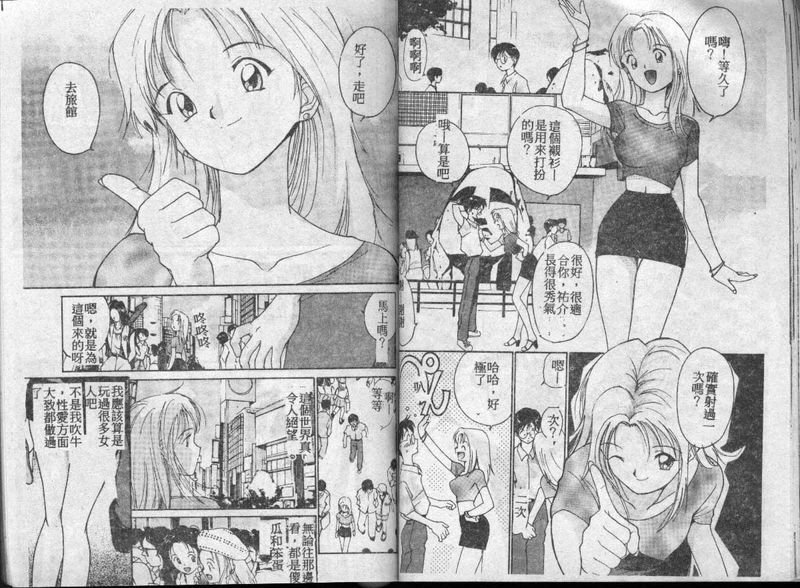 嗨－等久了
嗎？
啊啊啊
這個襯衫－
是用來打扮
的嗎？
哦－算是吧
很好，很適
合你，祐介、
長得很秀氣
謝謝
確實射過一
次嗎？
嗯－
次？，
二次
哈哈，好
極了
好了，走吧
去旅館
馬上嗎？
咚咚咚
嗯，就是為
這個來的呀
啊－
等等
這個世界真
令人絕望。
我應該算是
玩過很多女
人吧
不是我吹牛
，性愛方面
大致都做過
了
無論往那邊
看，都是傻
瓜和笨蛋